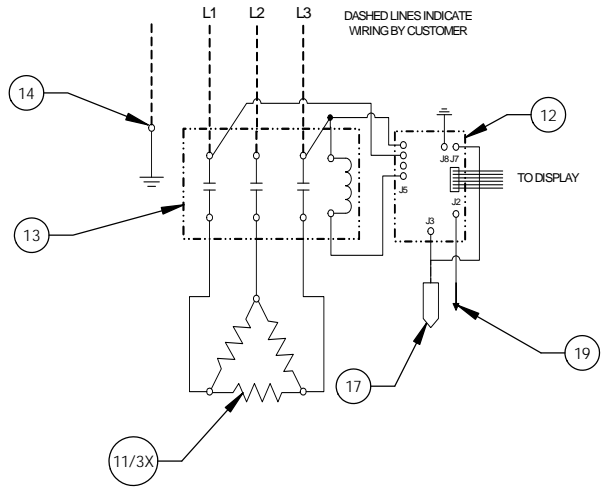 L1 L2 L3
DASHED LINES INDICATE
WIRING BY CUSTOMER
14
12
J8 J7
TO DISPLAY
J5
J2
J3
13
19
17
11/3X